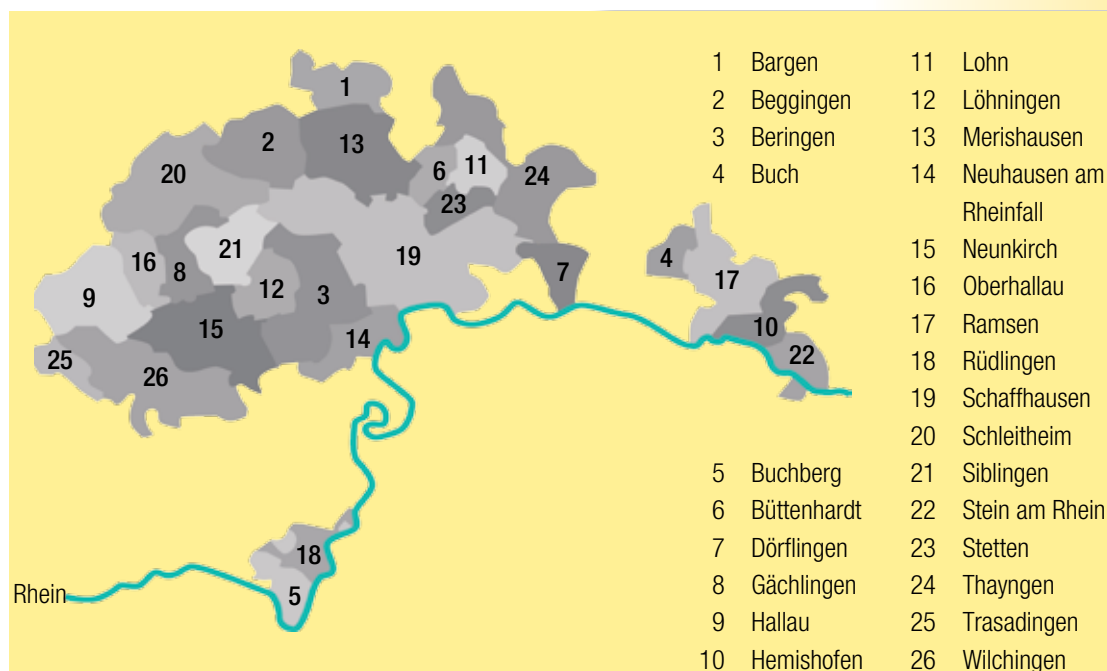 1 Bargen
2 Beggingen
3 Beringen
4 Buch
5 Buchberg
6 Büttenhardt
7 Dörflingen
8 Gächlingen
9 Hallau
10 Hemishofen
11 Lohn
12 Löhningen
13 Merishausen
14 Neuhausen am
Rheinfall
15 Neunkirch
16 Oberhallau
17 Ramsen
18 Rüdlingen
19 Schaffhausen
20 Schleitheim
21 Siblingen
22 Stein am Rhein
23 Stetten
24 Thayngen
25 Trasadingen
26 Wilchingen
1
2
13
20
6
11
24
23
21
19
16
8
4
7
17
12
3
9
15
14
10
25
26
22
18
5
Rhein